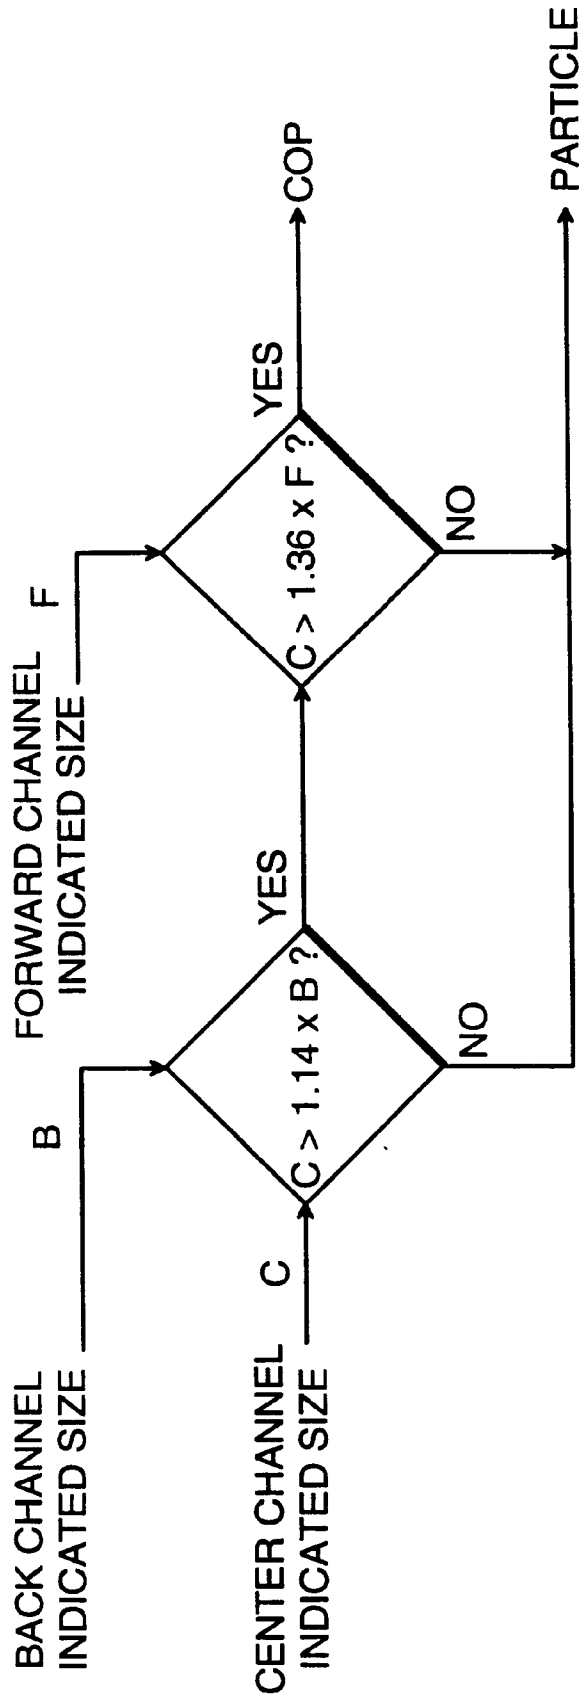 BACK CHANNEL
INDICATED SIZE
B
FORWARD CHANNEL
INDICATED SIZE
F
CENTER CHANNEL
INDICATED SIZE
C
C > 1.14 x B ?
YES
NO
C > 1.36 x F ?
YES
NO
COP
PARTICLE